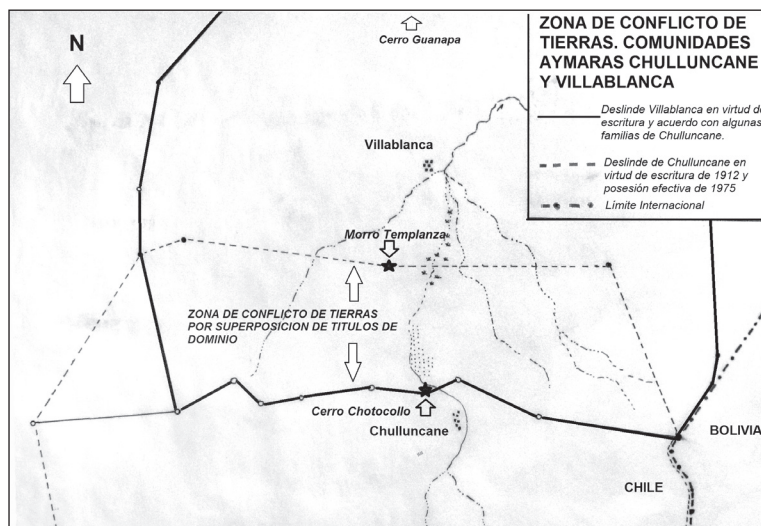 N
Cerro Guanapa
ZONA DE CONFLICTO DE
TIERRAS. COMUNIDADES
AYMARAS CHULLUNCANE
Y VILLABLANCA
Deslinde Villablanca en virtud de
escritura y acuerdo con algunas
familias de Chulluncane.
Deslinde de Chulluncane en
virtud de escritura de 1912 y
posesión efectiva de 1975
Límite Internacional
Villablanca
Morro Templanza
ZONA DE CONFLICTO DE TIERRAS
POR SUPERPOSICION DE TITULOS DE
DOMINIO
Cerro Chotocollo
Chulluncane
BOLIVIA
CHILE